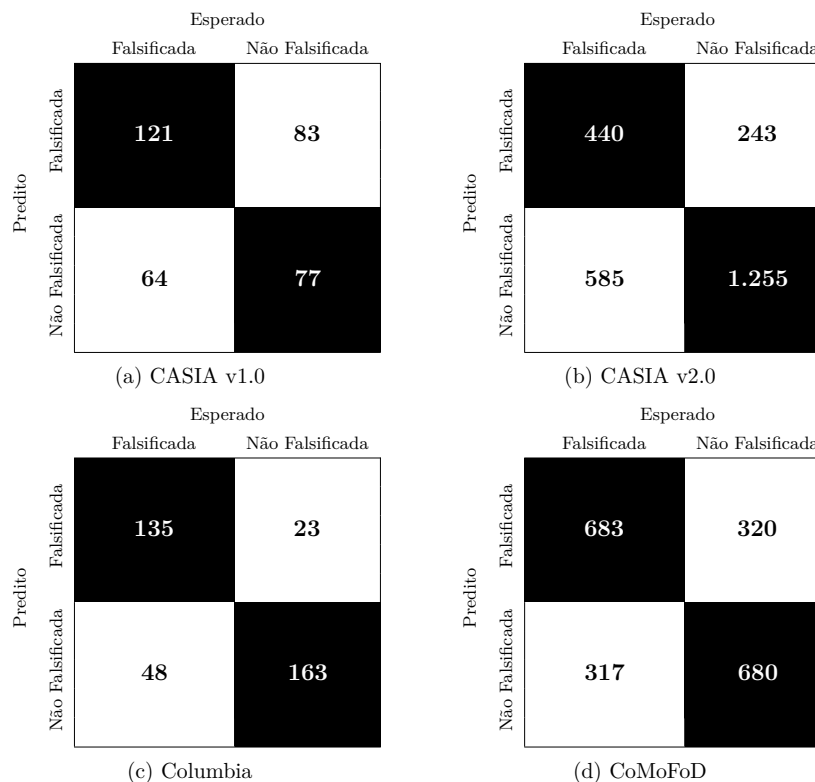 Esperado
Falsificada Não Falsificada
Predito
Falsificada
121 83
Não Falsificada
64 77
(a) CASIA v1.0
Esperado
Falsificada Não Falsificada
Predito
Falsificada
440 243
Não Falsificada
585 1.255
(b) CASIA v2.0
Esperado
Falsificada Não Falsificada
Predito
Falsificada
135 23
Não Falsificada
48 163
(c) Columbia
Esperado
Falsificada Não Falsificada
Predito
Falsificada
683 320
Não Falsificada
317 680
(d) CoMoFoD